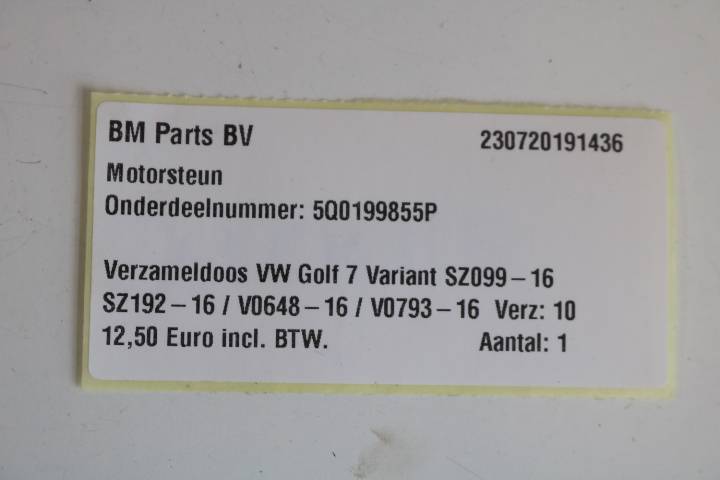 BM Parts BV 230720191436
Motorsteun
Onderdeelnummer: 5Q0199855P
Verzameldoos VW Golf 7 Variant SZ099-16
SZ192-16 / V0648-16 / V0793-16 Verz: 10
12,50 Euro incl. BTW. Aantal: 1